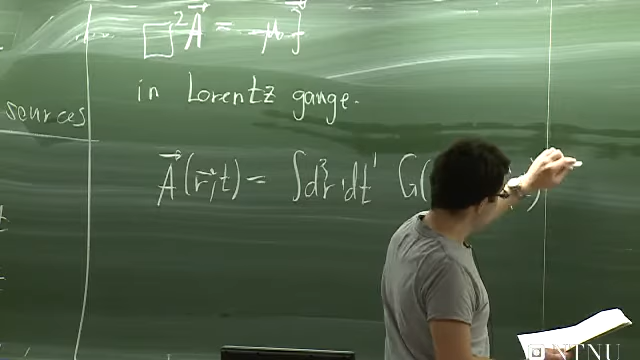 □²A⃗ = -μ₀j⃗
in Lorentz gauge.
sources
A⃗(r⃗,t) = ∫d³r'dt' G(
NTNU